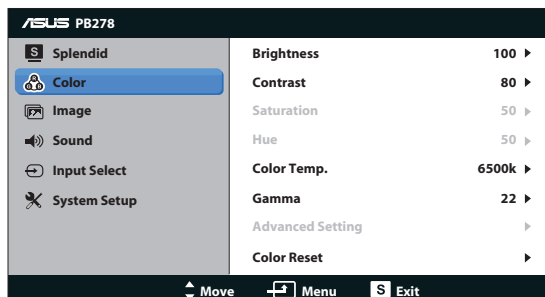 ASUS PB278
S Splendid
Color
Image
Sound
Input Select
System Setup
Brightness 100
Contrast 80
Saturation 50
Hue 50
Color Temp. 6500k
Gamma 22
Advanced Setting
Color Reset
Move Menu S Exit